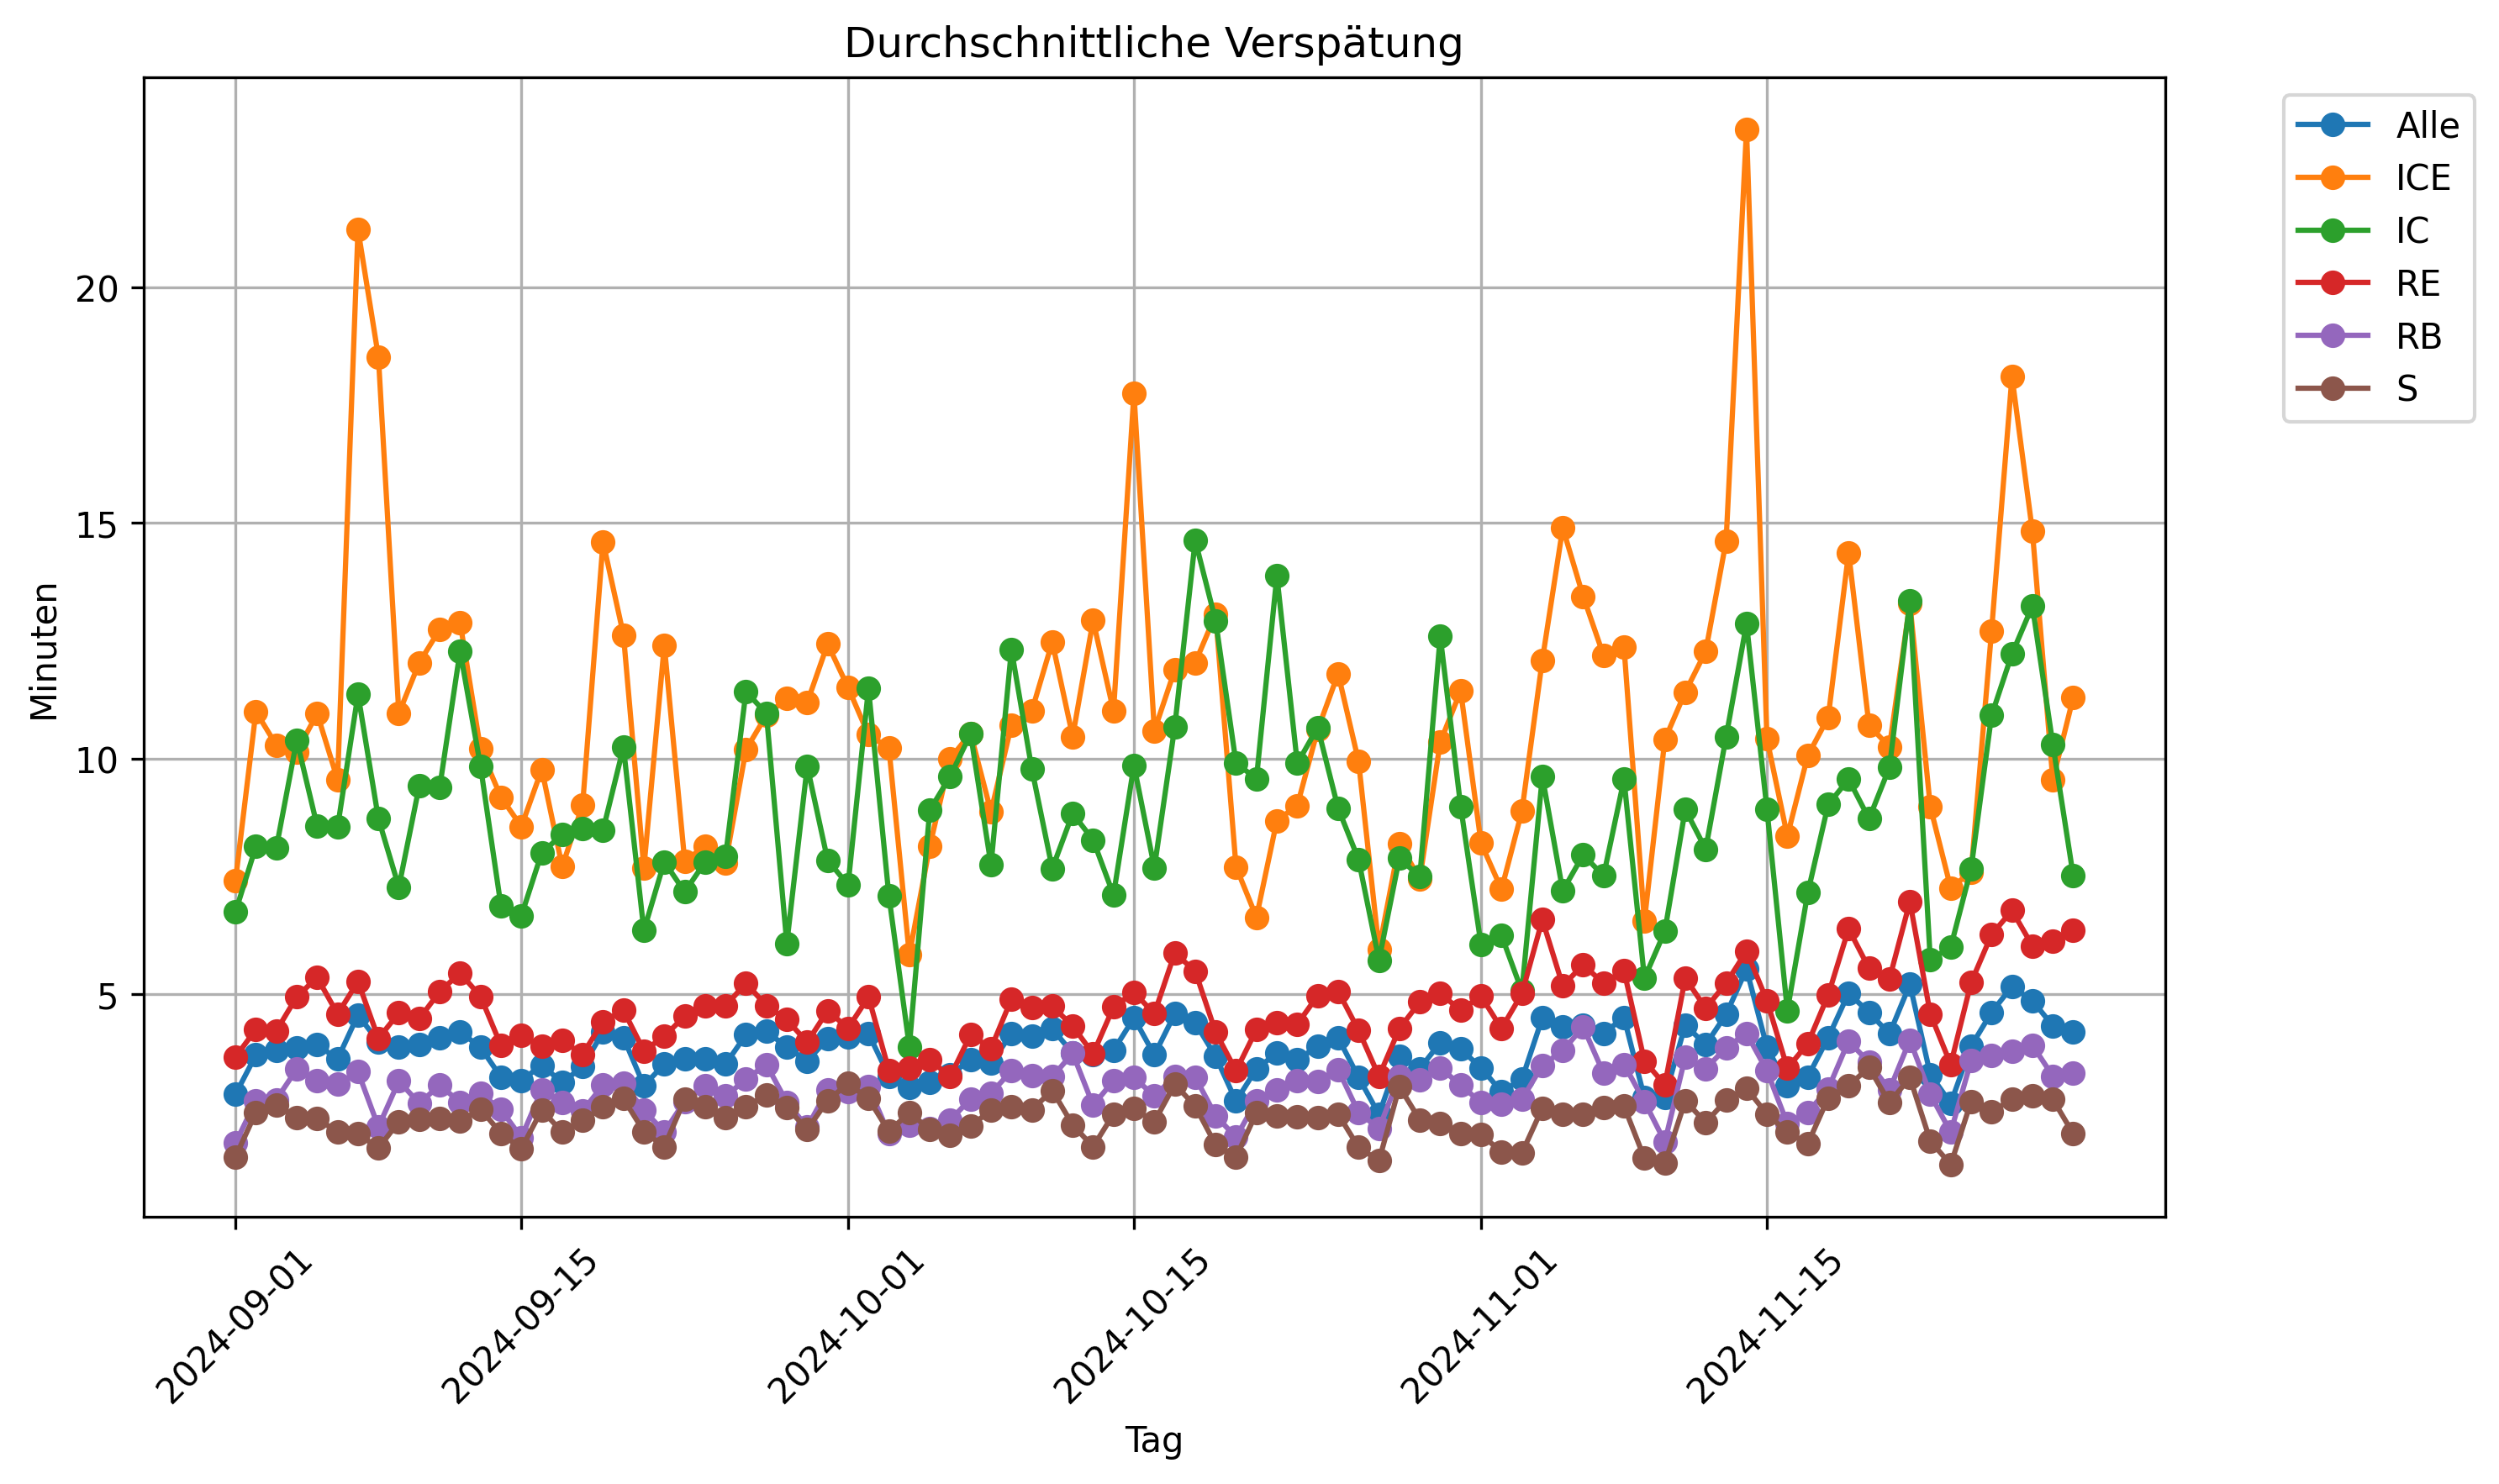 Durchschnittliche Verspätung
Alle
ICE
IC
RE
RB
S
Minuten
20
15
10
5
2024-09-01
2024-09-15
2024-10-01
2024-10-15
2024-11-01
2024-11-15
Tag